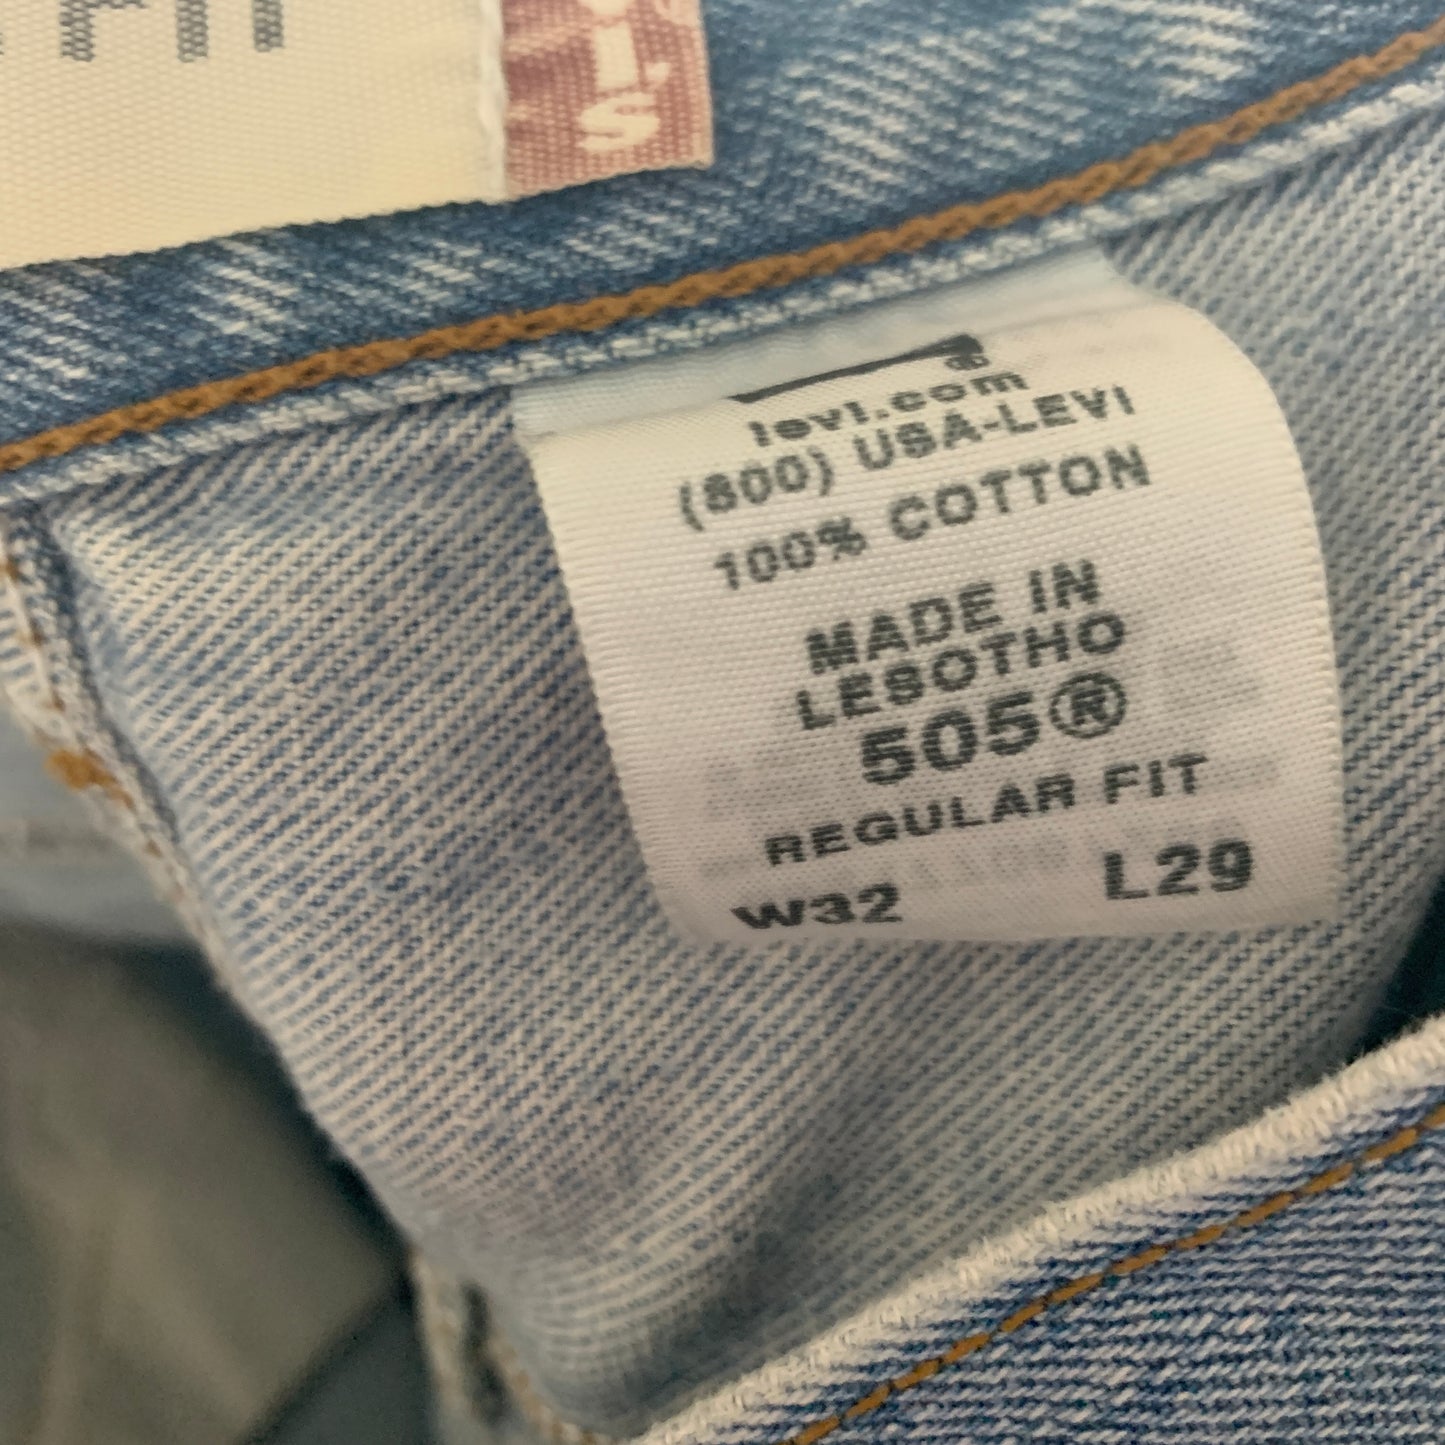 i's
®
levi.com
(800) USA-LEVI
100% COTTON
MADE IN
LESOTHO
505®
REGULAR FIT
W32 L29